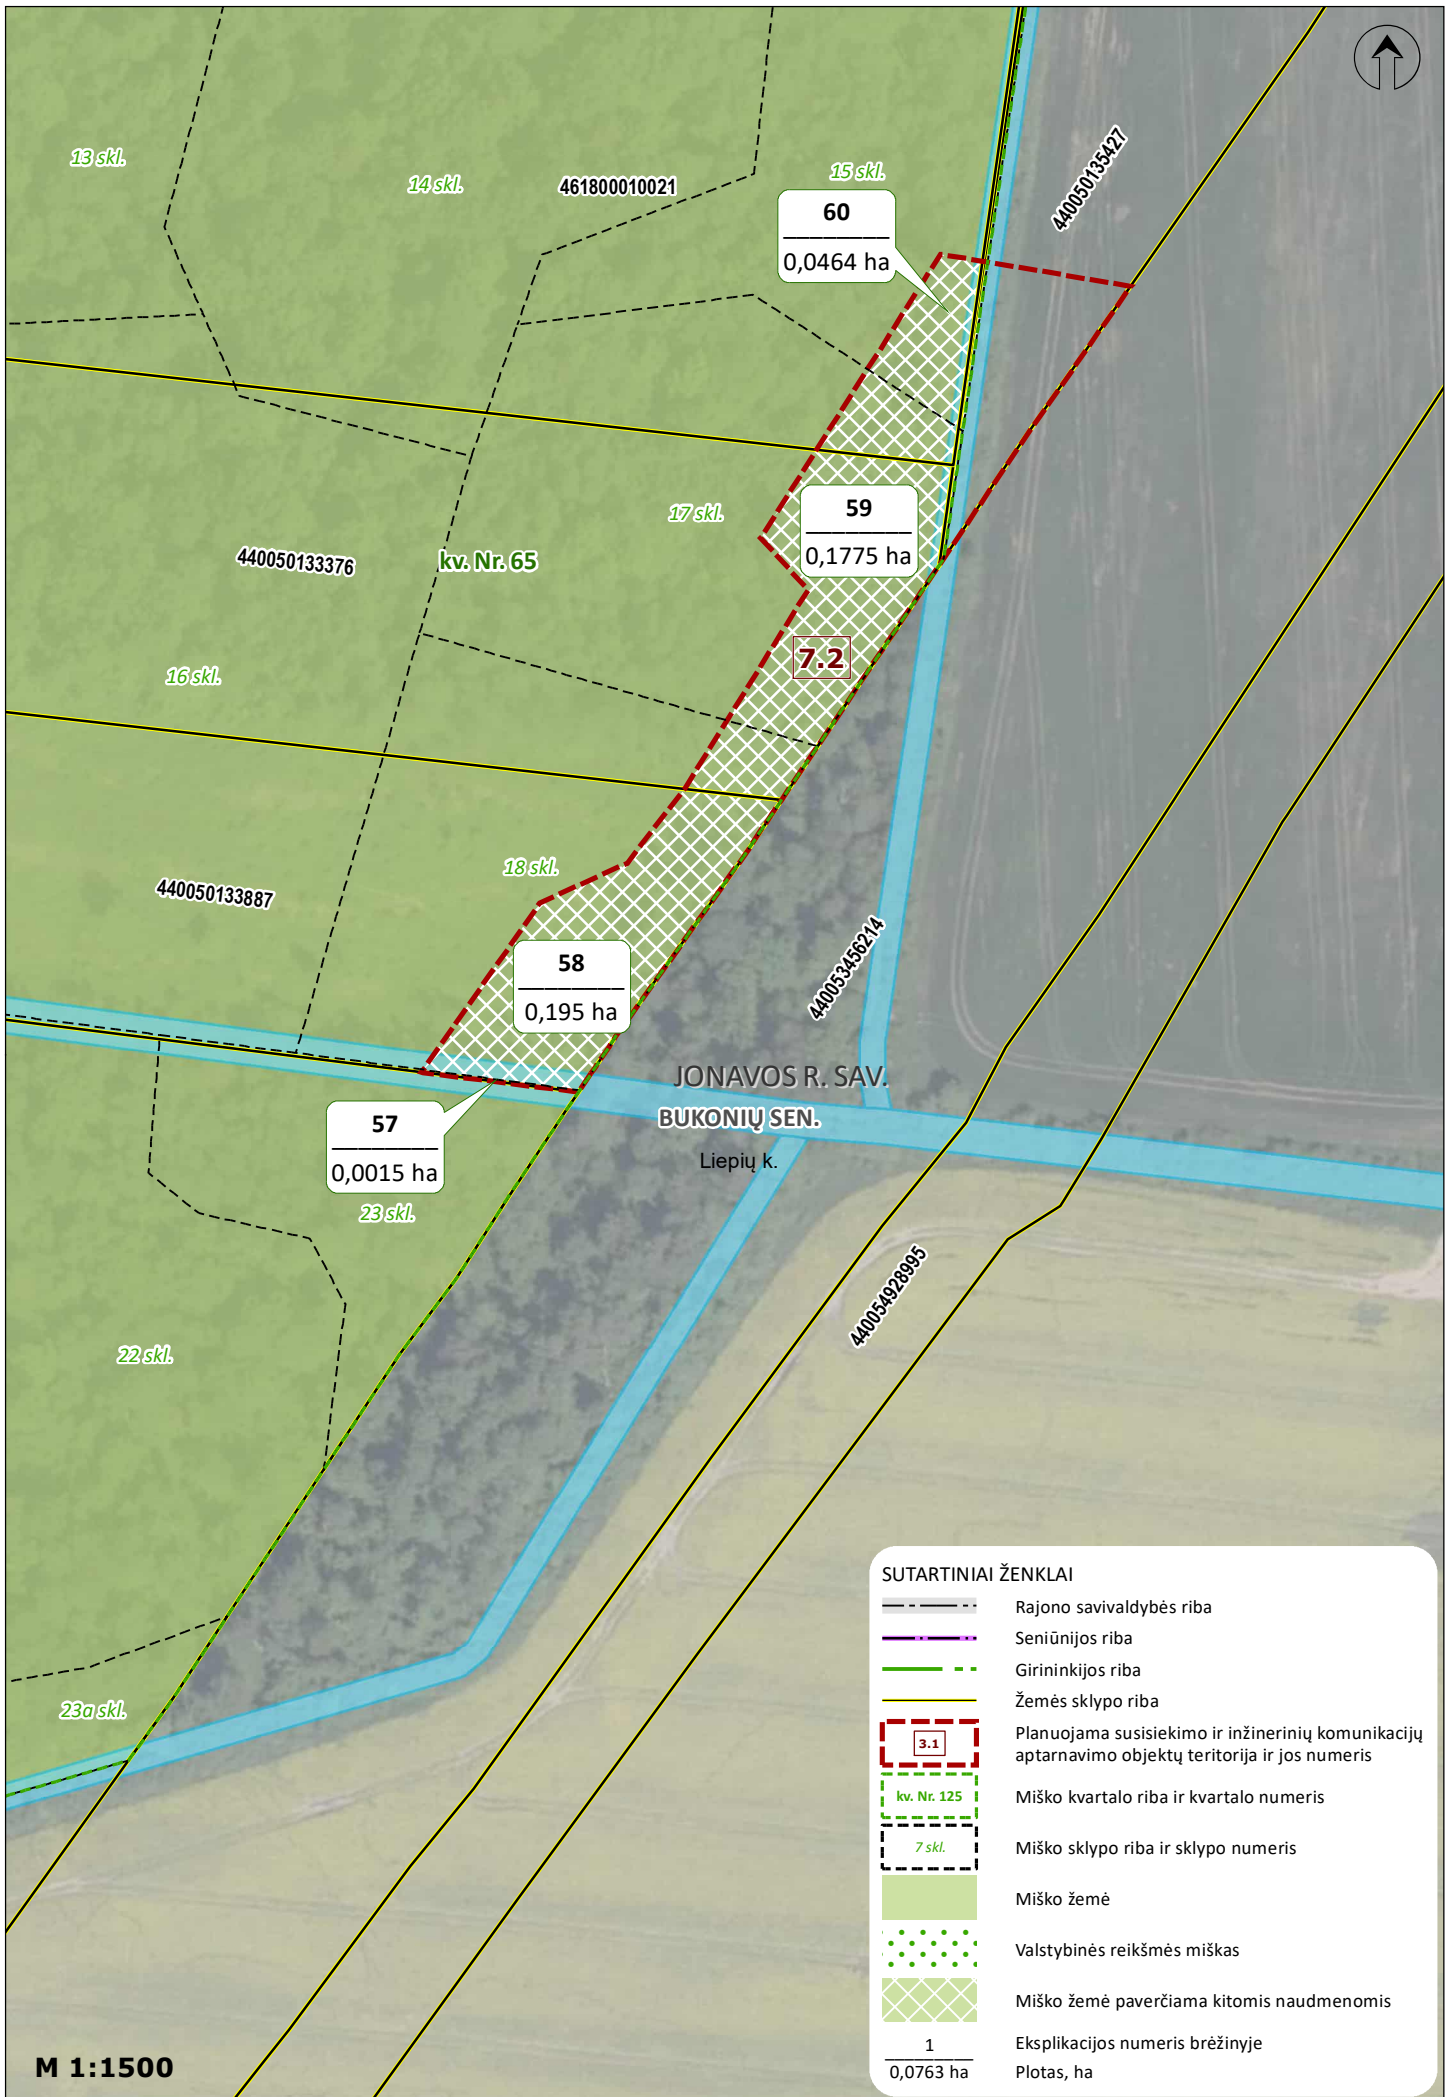 13 skl.
14 skl.
461800010021
15 skl.
440050135427
60
0,0464 ha
17 skl.
59
0,1775 ha
440050133376
kv. Nr. 65
7.2
16 skl.
18 skl.
440050133887
58
0,195 ha
440053456214
JONAVOS R. SAV.
BUKONIŲ SEN.
Liepių k.
57
0,0015 ha
23 skl.
440054928995
22 skl.
23a skl.
SUTARTINIAI ŽENKLAI
Rajono savivaldybės riba
Seniūnijos riba
Girininkijos riba
Žemės sklypo riba
3.1
Planuojama susisiekimo ir inžinerinių komunikacijų
aptarnavimo objektų teritorija ir jos numeris
kv. Nr. 125
Miško kvartalo riba ir kvartalo numeris
7 skl.
Miško sklypo riba ir sklypo numeris
Miško žemė
Valstybinės reikšmės miškas
Miško žemė paverčiama kitomis naudmenomis
1
Eksplikacijos numeris brėžinyje
0,0763 ha
Plotas, ha
M 1:1500